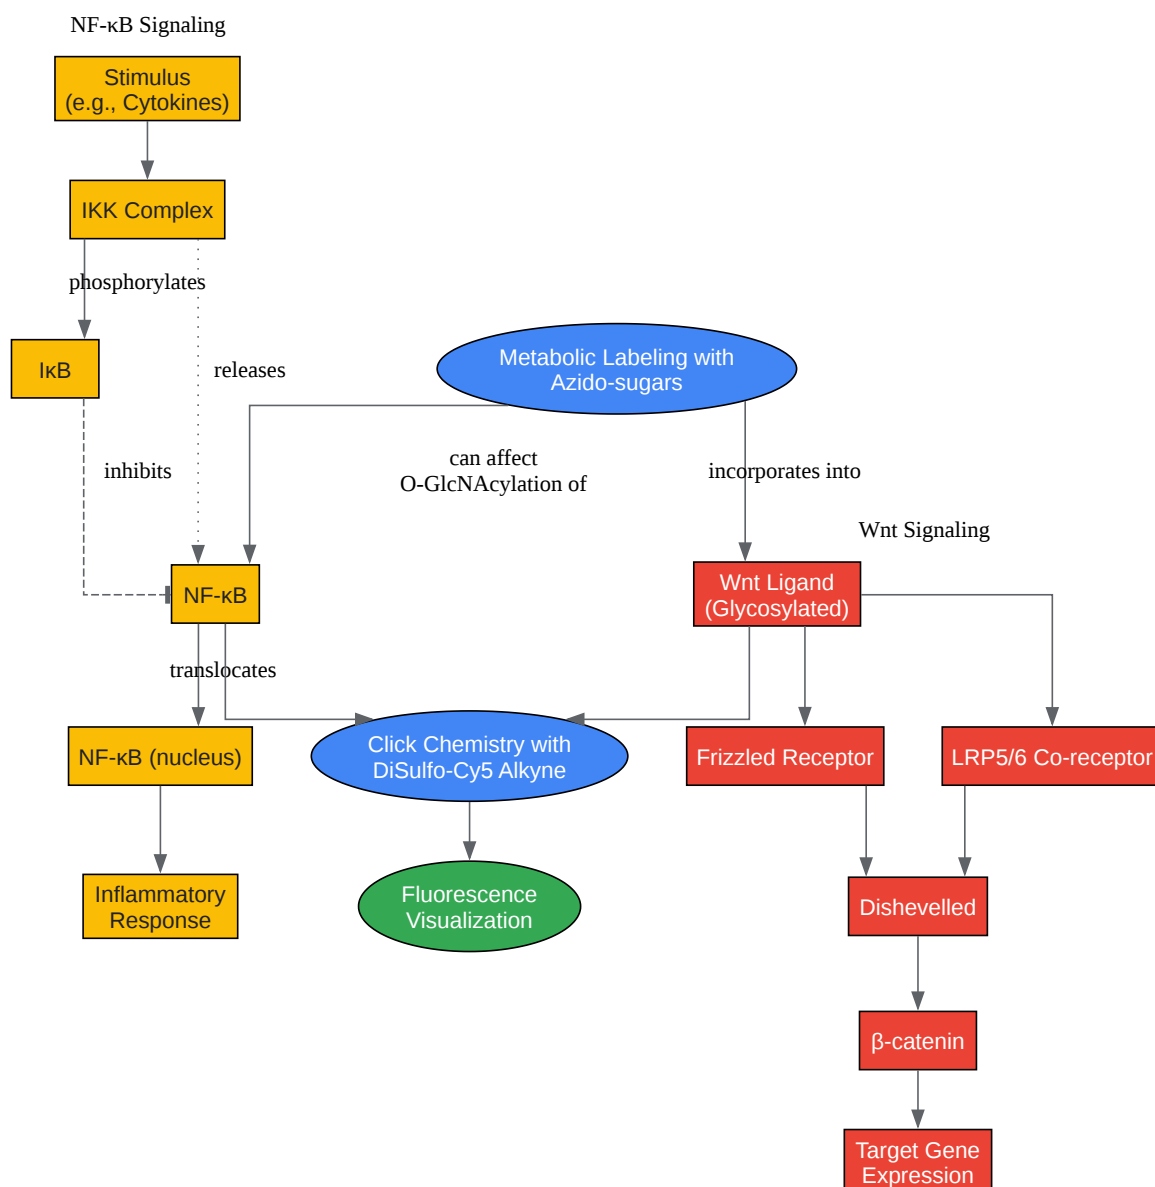 NF-κB Signaling
Stimulus
(e.g., Cytokines)
IKK Complex
phosphorylates
IκB
releases
Metabolic Labeling with
Azido-sugars
inhibits
can affect
O-GlcNAcylation of
incorporates into
Wnt Signaling
NF-κB
Wnt Ligand
(Glycosylated)
translocates
NF-κB (nucleus)
Click Chemistry with
DiSulfo-Cy5 Alkyne
Frizzled Receptor
LRP5/6 Co-receptor
Inflammatory
Response
Fluorescence
Visualization
Dishevelled
β-catenin
Target Gene
Expression